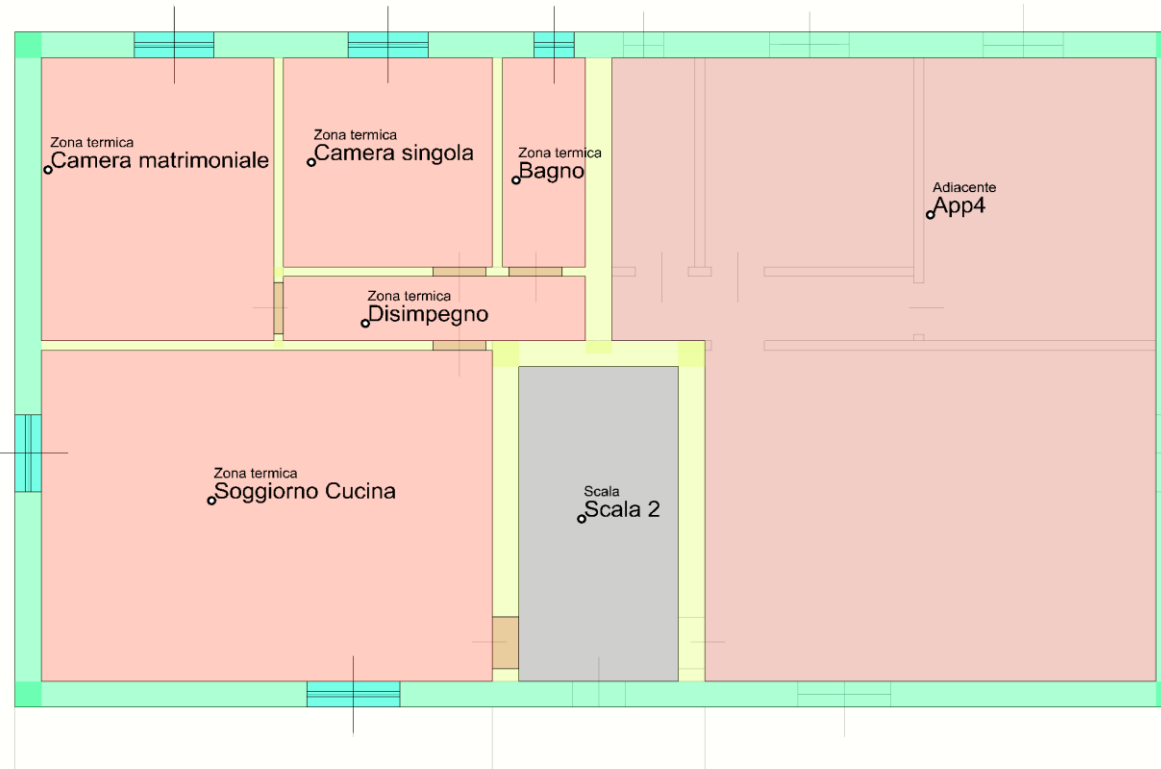 Zona termica
Camera matrimoniale
Zona termica
Camera singola
Zona termica
Bagno
Adiacente
App4
Zona termica
Disimpegno
Zona termica
Soggiorno Cucina
Scala
Scala 2